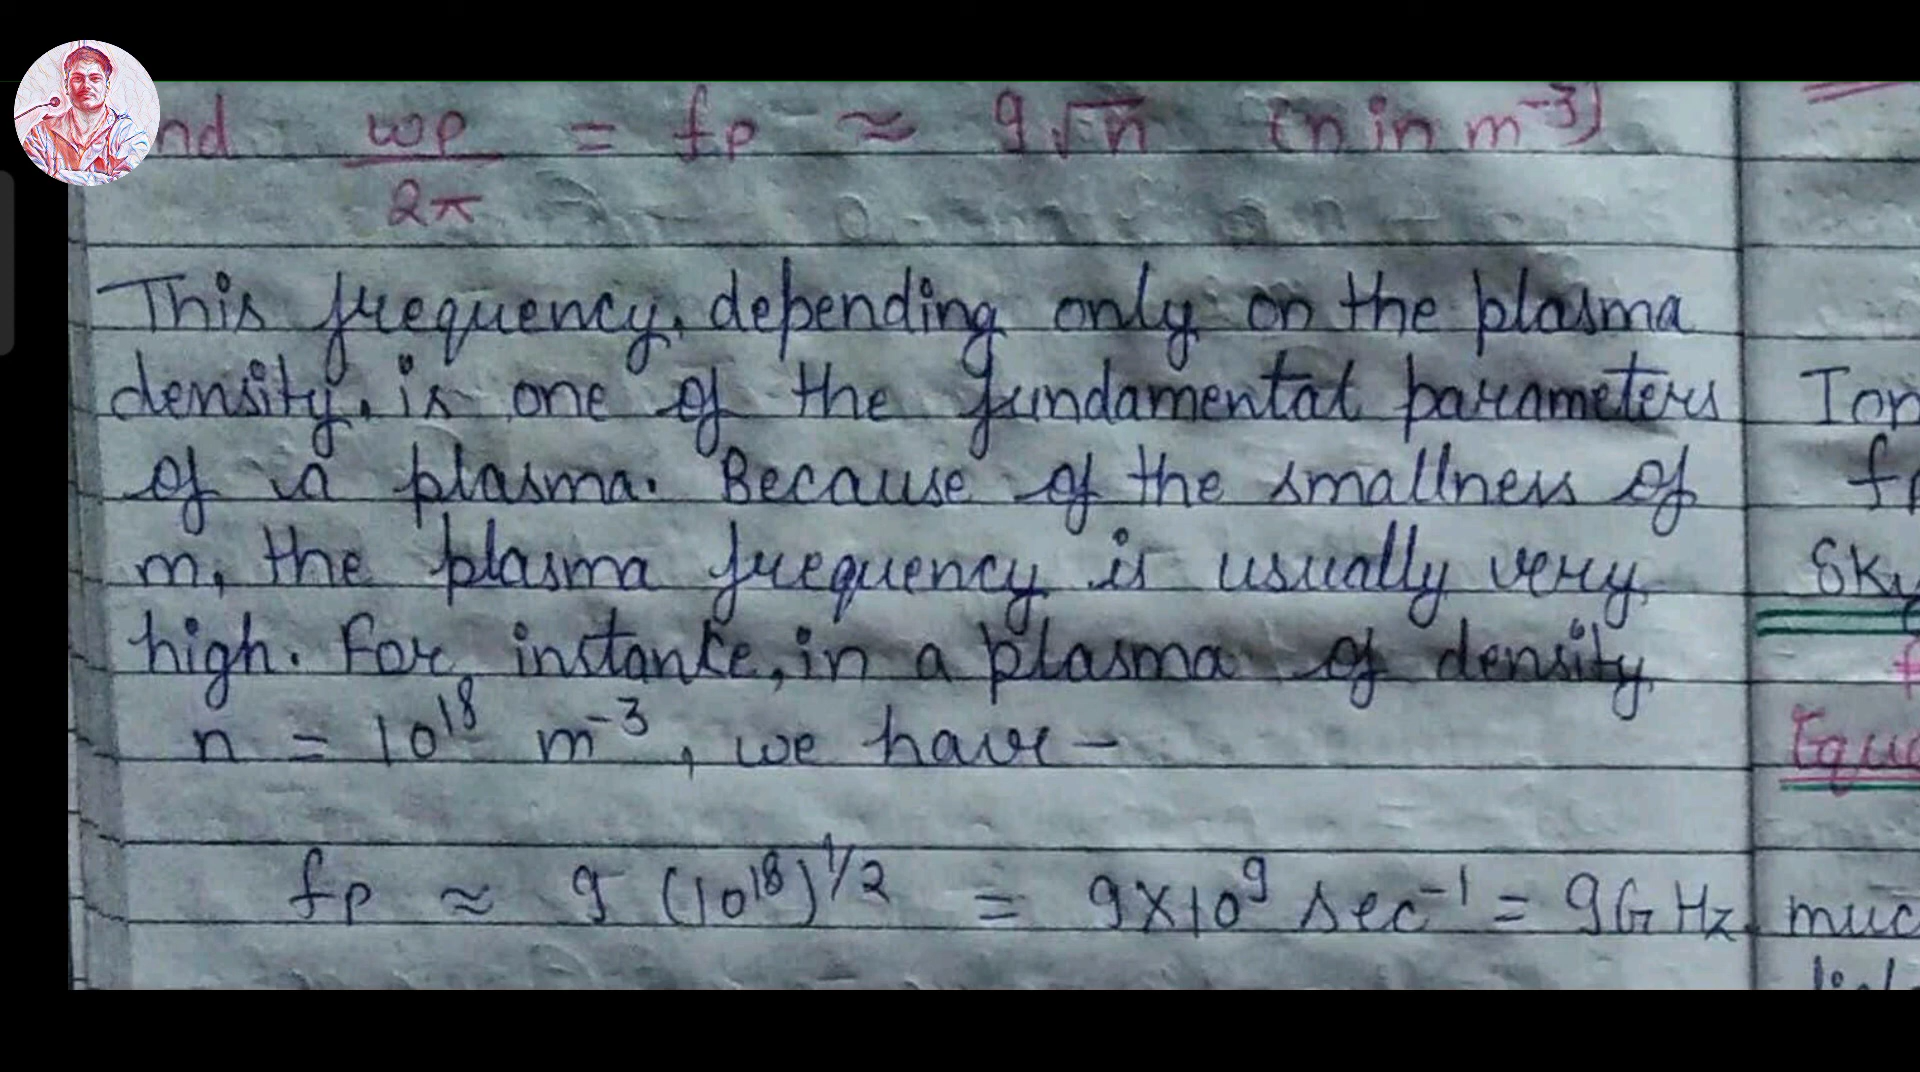 nd ωp/2π = fp ≈ 9√n (n in m⁻³)
This frequency, depending only on the plasma
density, is one of the fundamental parameters
of a plasma. Because of the smallness of
m, the plasma frequency is usually very
high. For instance, in a plasma of density
n = 10¹⁸ m⁻³, we have –
fp ≈ 9 (10¹⁸)^1/2 = 9×10⁹ sec⁻¹ = 9GHz.